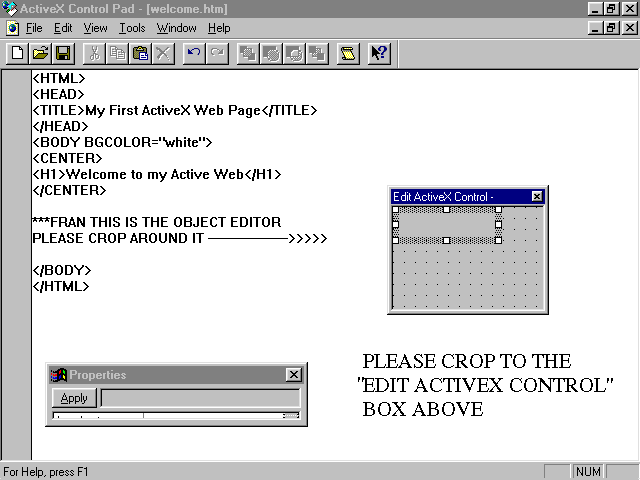 ActiveX Control Pad - [welcome.htm]
File Edit View Tools Window Help
<HTML>
<HEAD>
<TITLE>My First ActiveX Web Page</TITLE>
</HEAD>
<BODY BGCOLOR="white">
<CENTER>
<H1>Welcome to my Active Web</H1>
</CENTER>
***FRAN THIS IS THE OBJECT EDITOR
PLEASE CROP AROUND IT ——————>>>>>
</BODY>
</HTML>
Edit ActiveX Control -
Properties
Apply
PLEASE CROP TO THE
"EDIT ACTIVEX CONTROL"
BOX ABOVE
For Help, press F1
NUM